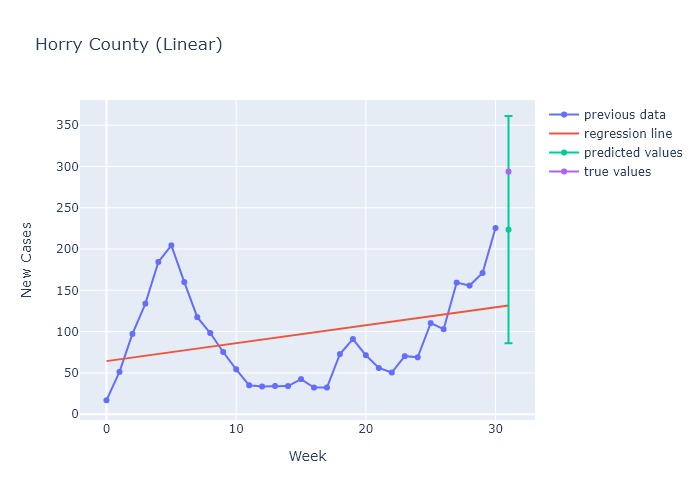 Horry County (Linear)
previous data
regression line
predicted values
true values
New Cases
350
300
250
200
150
100
50
0
0 10 20 30
Week